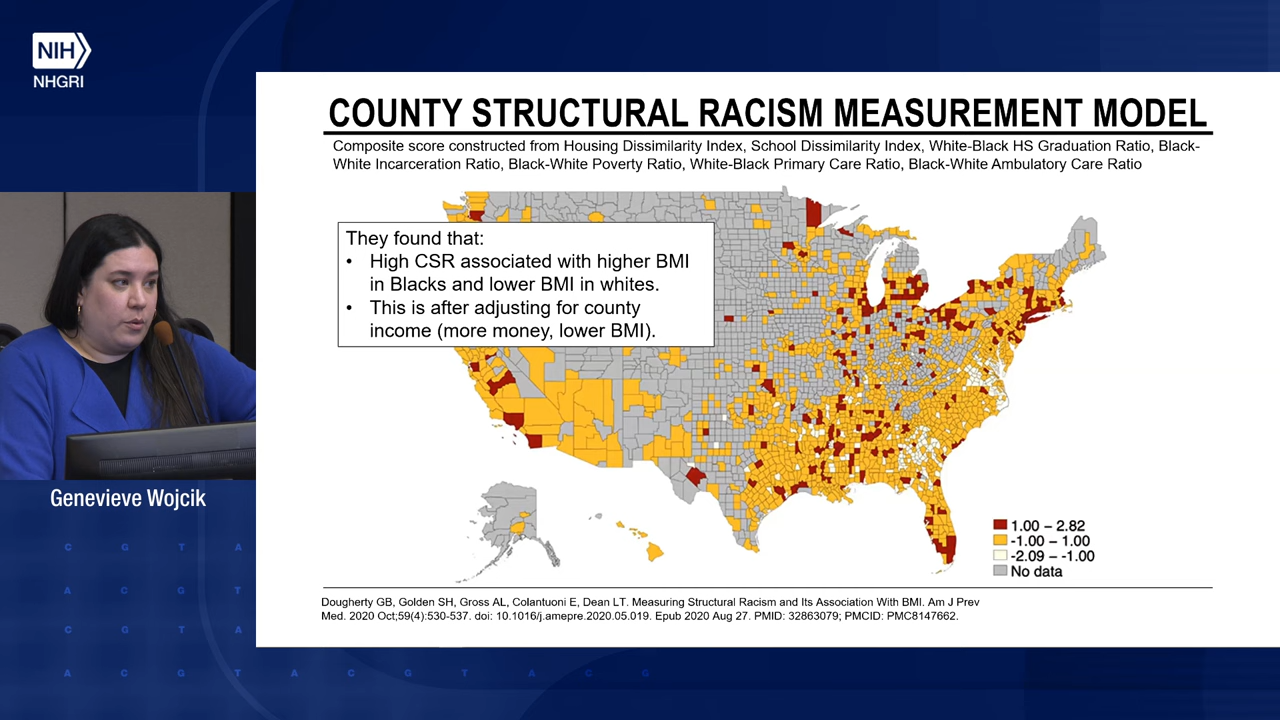 NIH
NHGRI
COUNTY STRUCTURAL RACISM MEASUREMENT MODEL
Composite score constructed from Housing Dissimilarity Index, School Dissimilarity Index, White-Black HS Graduation Ratio, Black-
White Incarceration Ratio, Black-White Poverty Ratio, White-Black Primary Care Ratio, Black-White Ambulatory Care Ratio
They found that:
• High CSR associated with higher BMI
in Blacks and lower BMI in whites.
• This is after adjusting for county
income (more money, lower BMI).
Genevieve Wojcik
1.00 – 2.82
-1.00 – 1.00
-2.09 – -1.00
No data
Dougherty GB, Golden SH, Gross AL, Colantuoni E, Dean LT. Measuring Structural Racism and Its Association With BMI. Am J Prev
Med. 2020 Oct;59(4):530-537. doi: 10.1016/j.amepre.2020.05.019. Epub 2020 Aug 27. PMID: 32863079; PMCID: PMC8147662.
C G T A
A C G T
C G T A
A C G T A C G T A C G